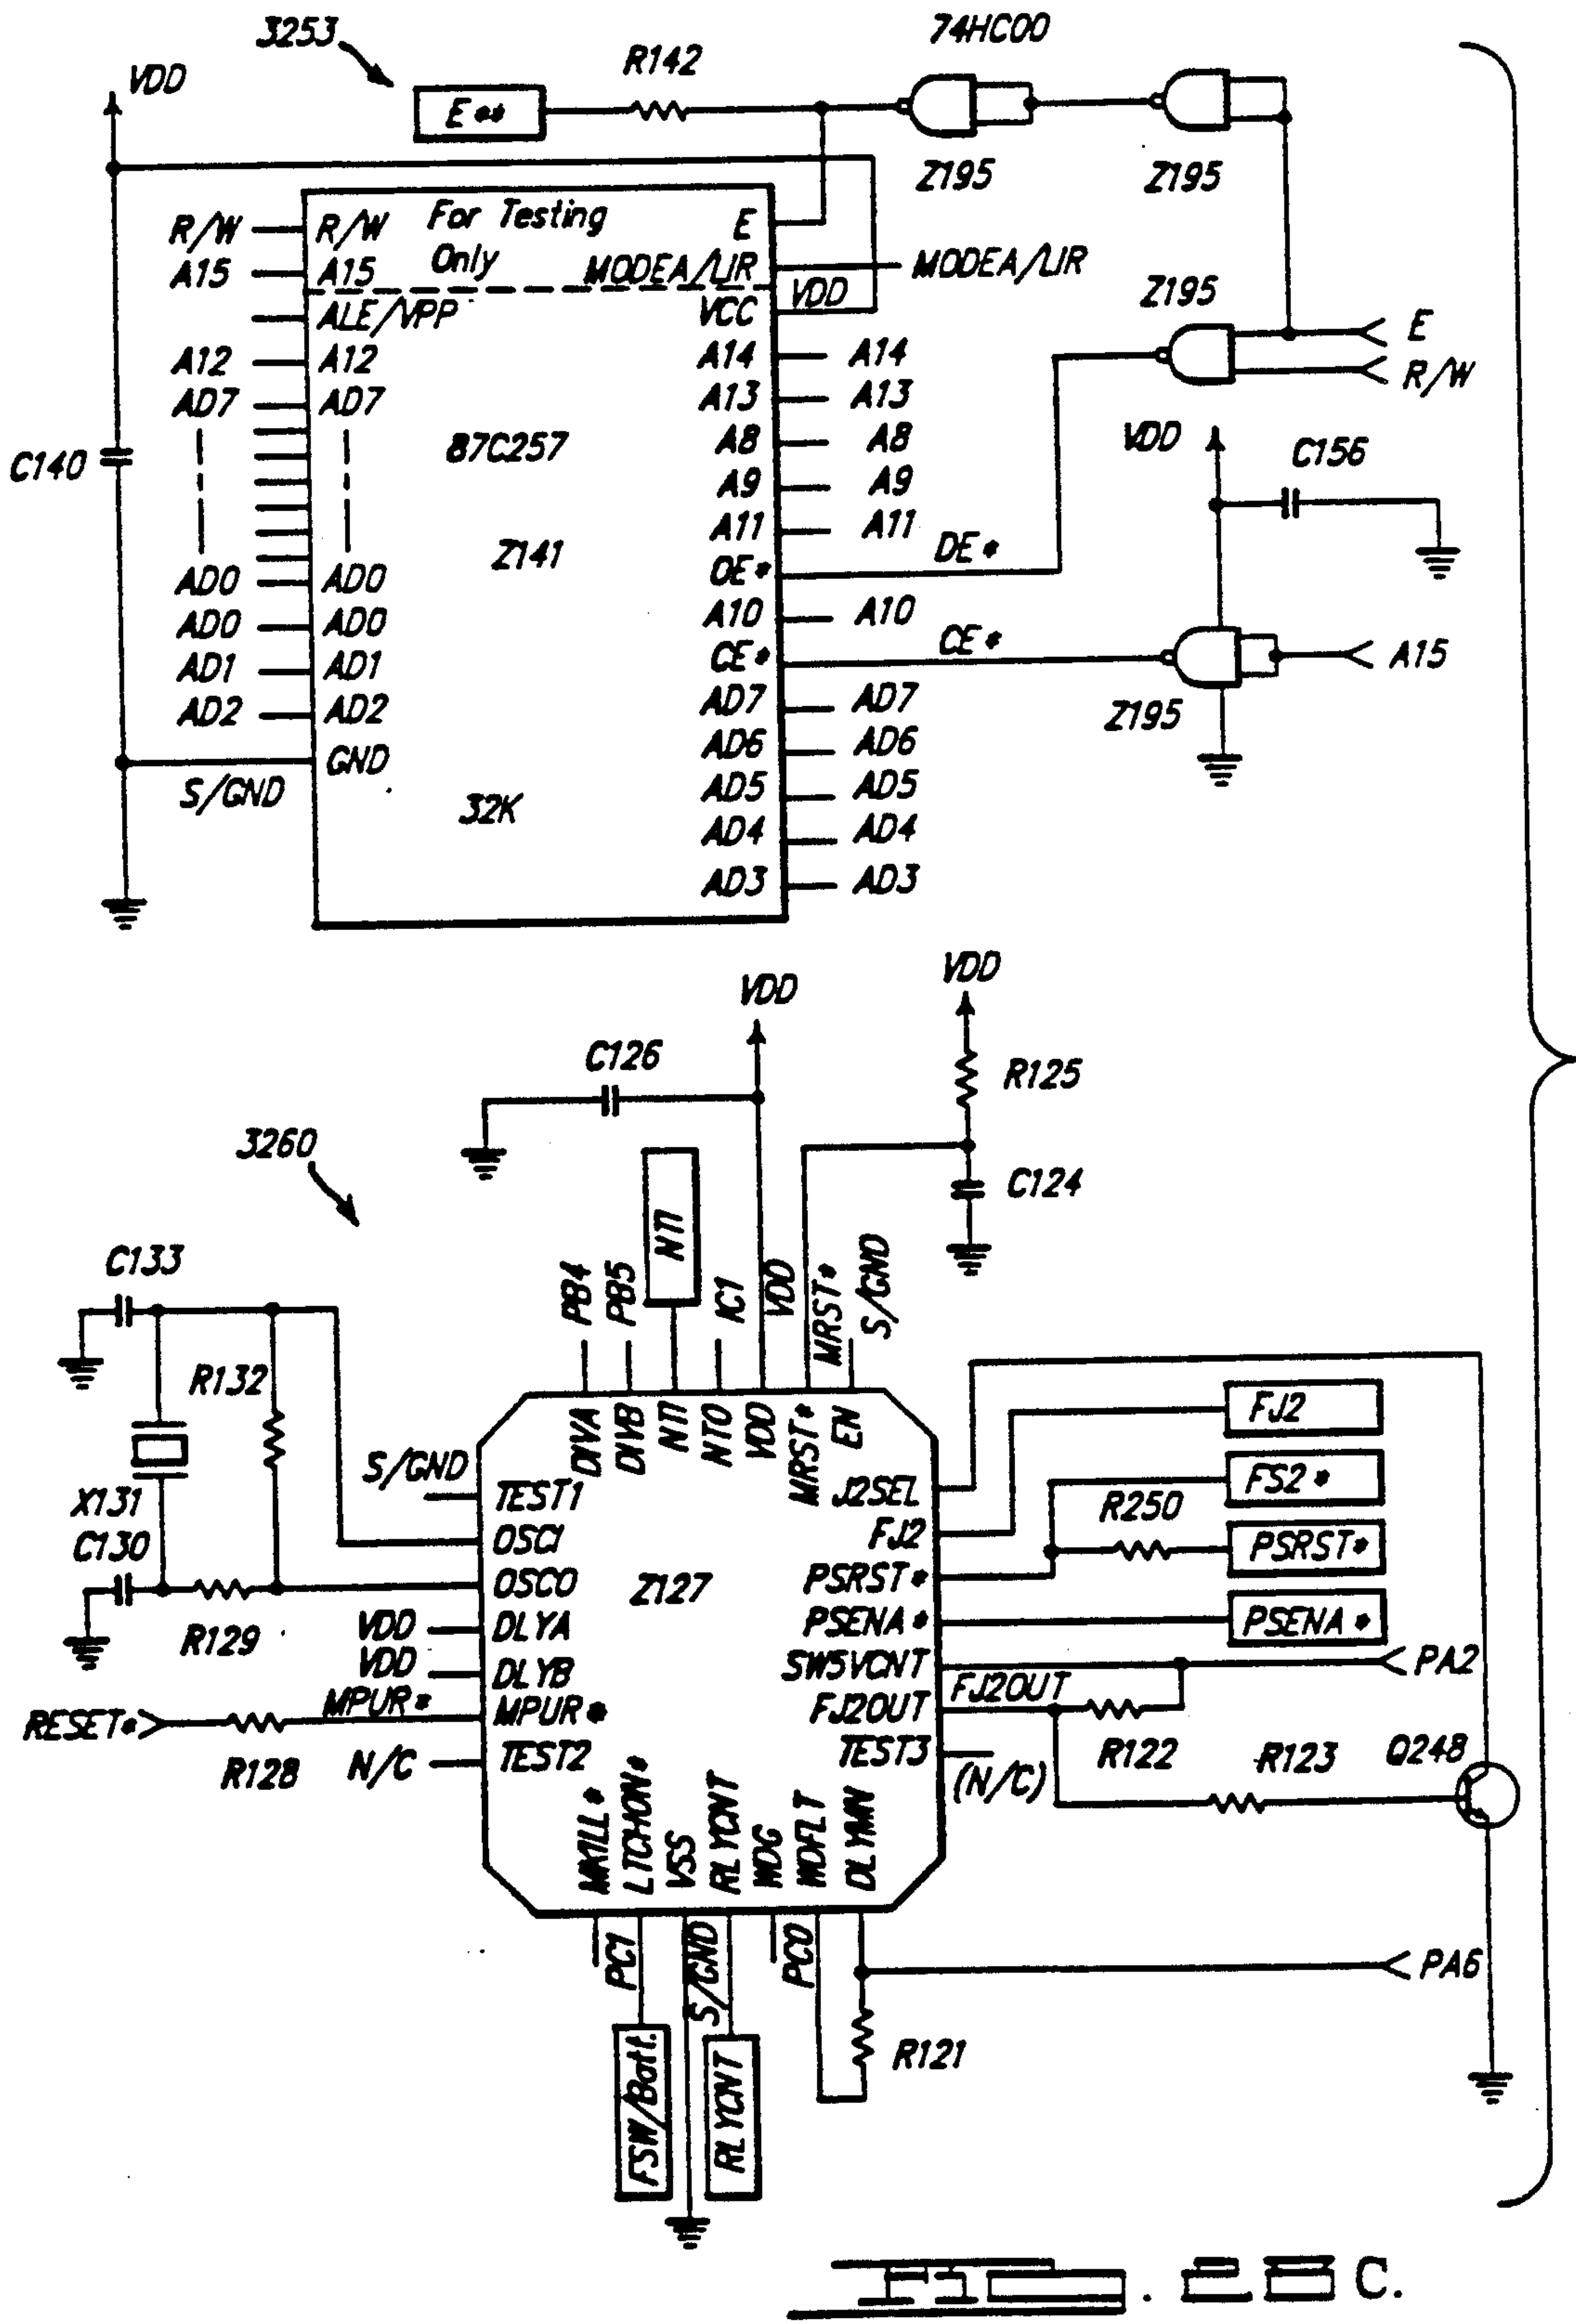 3253
74HC00
VDD
R142
E**
Z195
Z195
R/W
R/W
For Testing
Only
E
A15
A15
MODEA/LIR
MODEA/LIR
ALE/VPP
VCC
VDD
Z195
E
R/W
A12
A12
A14
A14
AD7
AD7
A13
A13
C140
87C257
A8
A8
VDD
C156
A9
A9
A11
A11
Z141
OE*
DE*
AD0
AD0
A10
A10
AD0
AD0
CE*
CE*
A15
AD1
AD1
AD7
AD7
Z195
AD2
AD2
AD6
AD6
GND
S/GND
AD5
AD5
32K
AD4
AD4
AD3
AD3
VDD
VDD
C126
R125
3260
C124
C133
NTI
PB4
PB5
IC1
VDD
MRST*
S/GND
R132
DIVA
DIVB
NTI
NTO
VDD
MRST*
EN
FJ2
S/GND
TEST1
J2SEL
FS2*
X131
OSCI
FJ2
R250
C130
PSRST*
OSCO
Z127
PSRST*
R129
VDD
DLYA
PSENA*
PSENA*
VDD
DLYB
SW5VCNT
PA2
RESET*
MPUR*
MPUR*
FJ2OUT
FJ2OUT
R128
N/C
TEST2
TEST3
(N/C)
R122
R123
Q248
MKILL*
LTCHON*
VSS
RLYCNT
WDG
WDFLT
DLYMN
PC1
S/GND
PC0
PA6
R121
FSW/Batt.
RLYCNT
FIG. 28C.